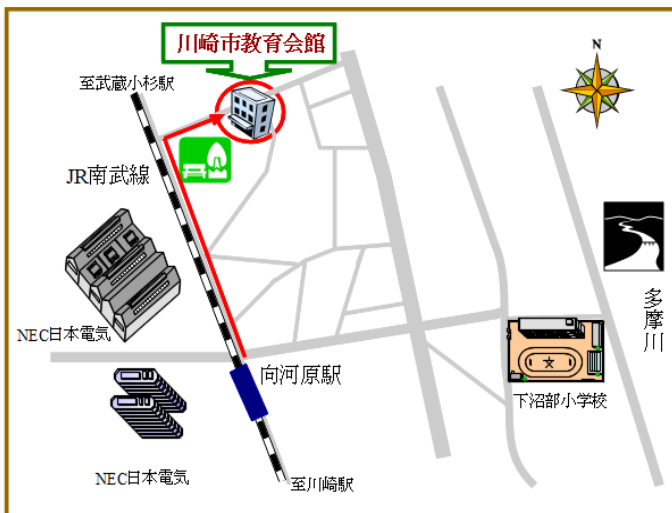 川崎市教育会館
N
至武蔵小杉駅
JR南武線
NEC日本電気
多摩川
向河原駅
文
下沼部小学校
NEC日本電気
至川崎駅